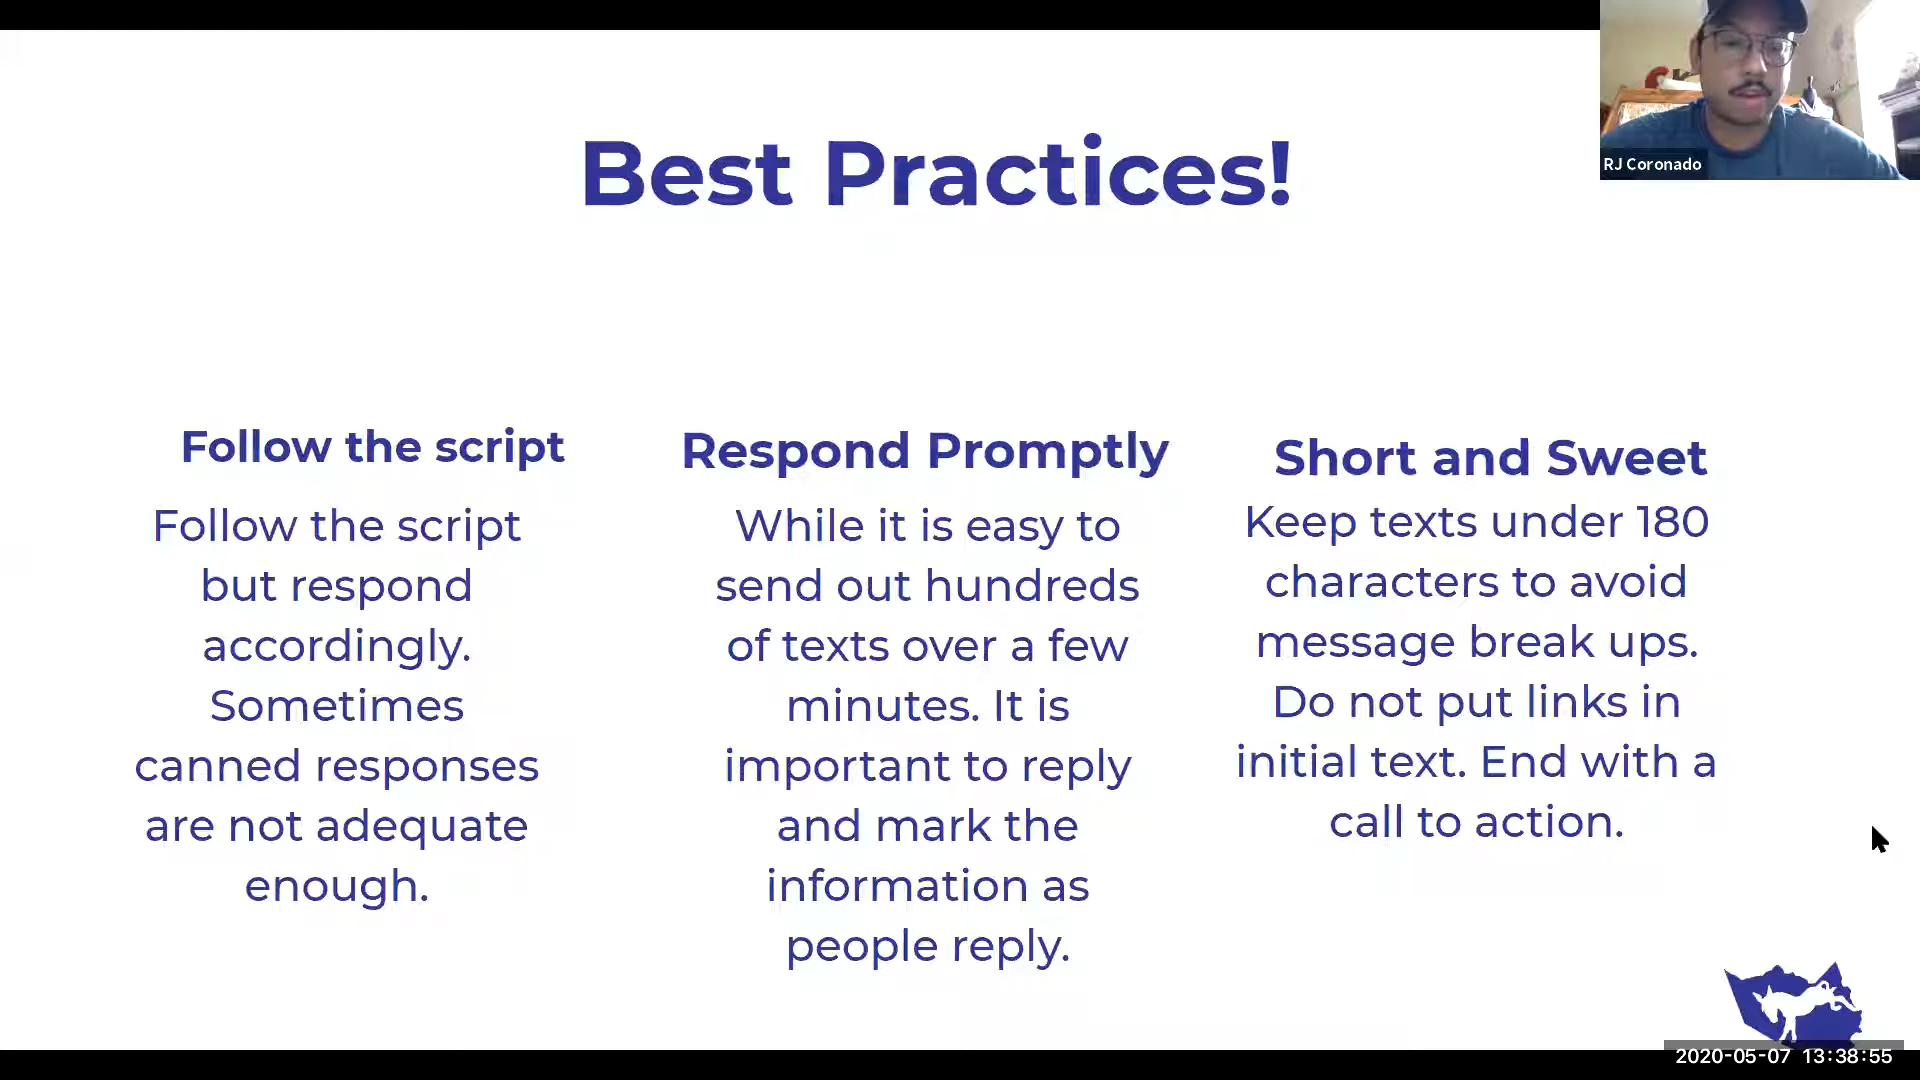 Best Practices!
RJ Coronado
Follow the script
Follow the script
but respond
accordingly.
Sometimes
canned responses
are not adequate
enough.
Respond Promptly
While it is easy to
send out hundreds
of texts over a few
minutes. It is
important to reply
and mark the
information as
people reply.
Short and Sweet
Keep texts under 180
characters to avoid
message break ups.
Do not put links in
initial text. End with a
call to action.
2020-05-07 13:38:55